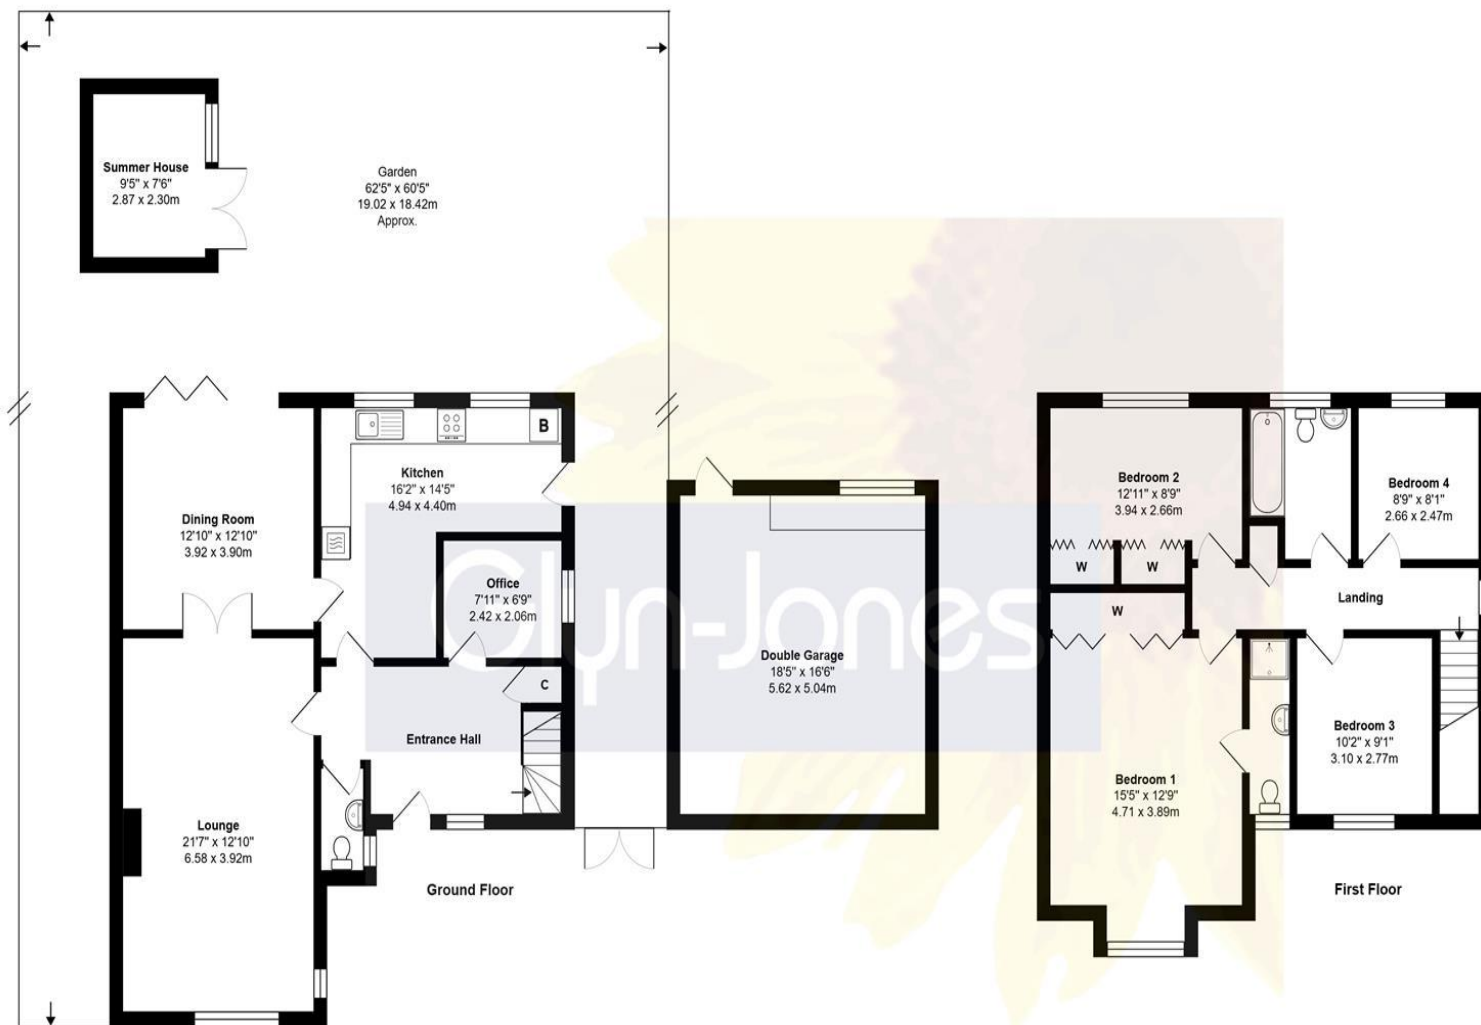 Summer House
9'5" x 7'6"
2.87 x 2.30m
Garden
62'5" x 60'5"
19.02 x 18.42m
Approx.
B
Kitchen
16'2" x 14'5"
4.94 x 4.40m
Dining Room
12'10" x 12'10"
3.92 x 3.90m
Office
7'11" x 6'9"
2.42 x 2.06m
C
Entrance Hall
Lounge
21'7" x 12'10"
6.58 x 3.92m
Ground Floor
Double Garage
18'5" x 16'6"
5.62 x 5.04m
Glyn-Jones
Bedroom 2
12'11" x 8'9"
3.94 x 2.66m
W
W
W
Bedroom 4
8'9" x 8'1"
2.66 x 2.47m
Landing
Bedroom 1
15'5" x 12'9"
4.71 x 3.89m
Bedroom 3
10'2" x 9'1"
3.10 x 2.77m
First Floor